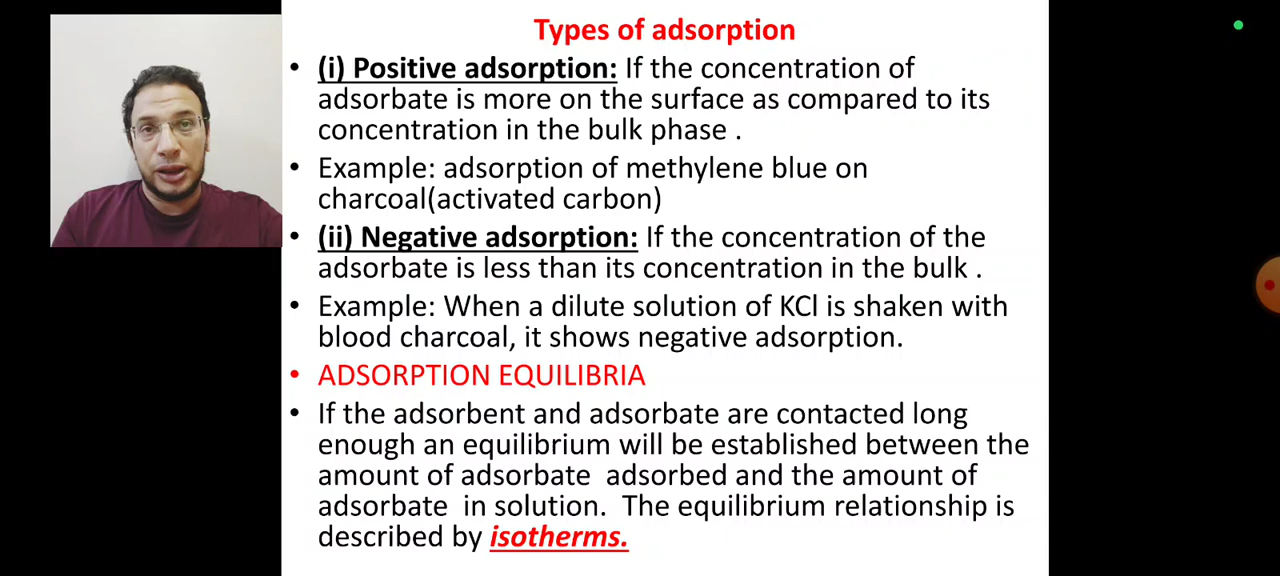 Types of adsorption
• (i) Positive adsorption: If the concentration of
adsorbate is more on the surface as compared to its
concentration in the bulk phase .
• Example: adsorption of methylene blue on
charcoal(activated carbon)
• (ii) Negative adsorption: If the concentration of the
adsorbate is less than its concentration in the bulk .
• Example: When a dilute solution of KCl is shaken with
blood charcoal, it shows negative adsorption.
• ADSORPTION EQUILIBRIA
• If the adsorbent and adsorbate are contacted long
enough an equilibrium will be established between the
amount of adsorbate  adsorbed and the amount of
adsorbate  in solution.  The equilibrium relationship is
described by isotherms.